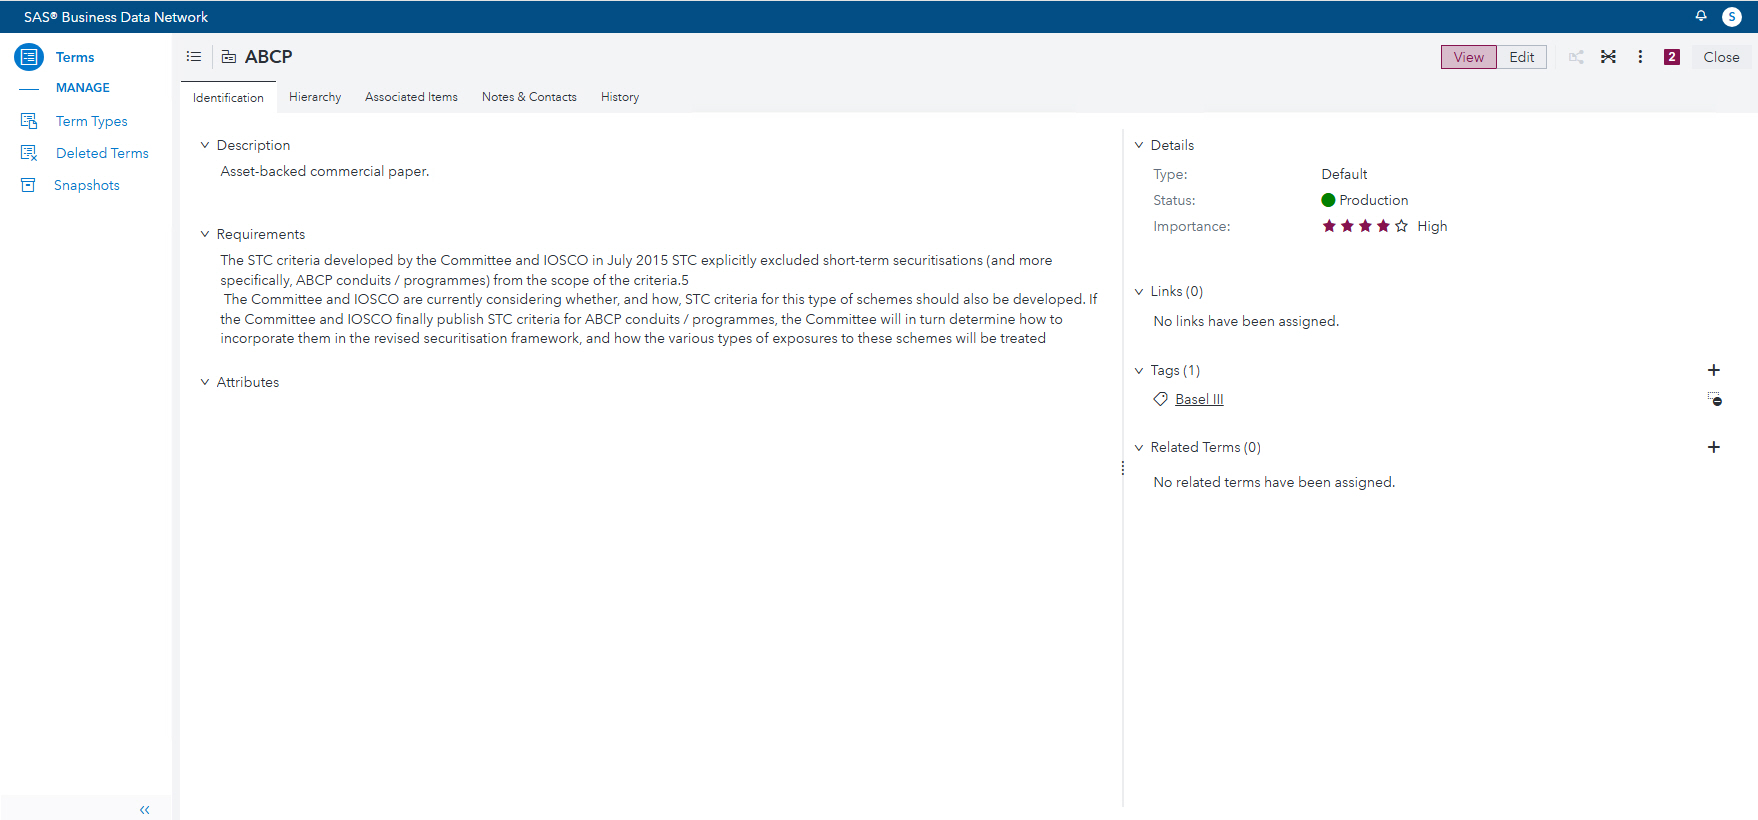 SAS® Business Data Network
S
Terms
MANAGE
Term Types
Deleted Terms
Snapshots
ABCP
View
Edit
2
Close
Identification
Hierarchy
Associated Items
Notes & Contacts
History
Description
Asset-backed commercial paper.
Requirements
The STC criteria developed by the Committee and IOSCO in July 2015 STC explicitly excluded short-term securitisations (and more
specifically, ABCP conduits / programmes) from the scope of the criteria.5
The Committee and IOSCO are currently considering whether, and how, STC criteria for this type of schemes should also be developed. If
the Committee and IOSCO finally publish STC criteria for ABCP conduits / programmes, the Committee will in turn determine how to
incorporate them in the revised securitisation framework, and how the various types of exposures to these schemes will be treated
Attributes
Details
Type: Default
Status: Production
Importance: High
Links (0)
No links have been assigned.
Tags (1)
Basel III
Related Terms (0)
No related terms have been assigned.